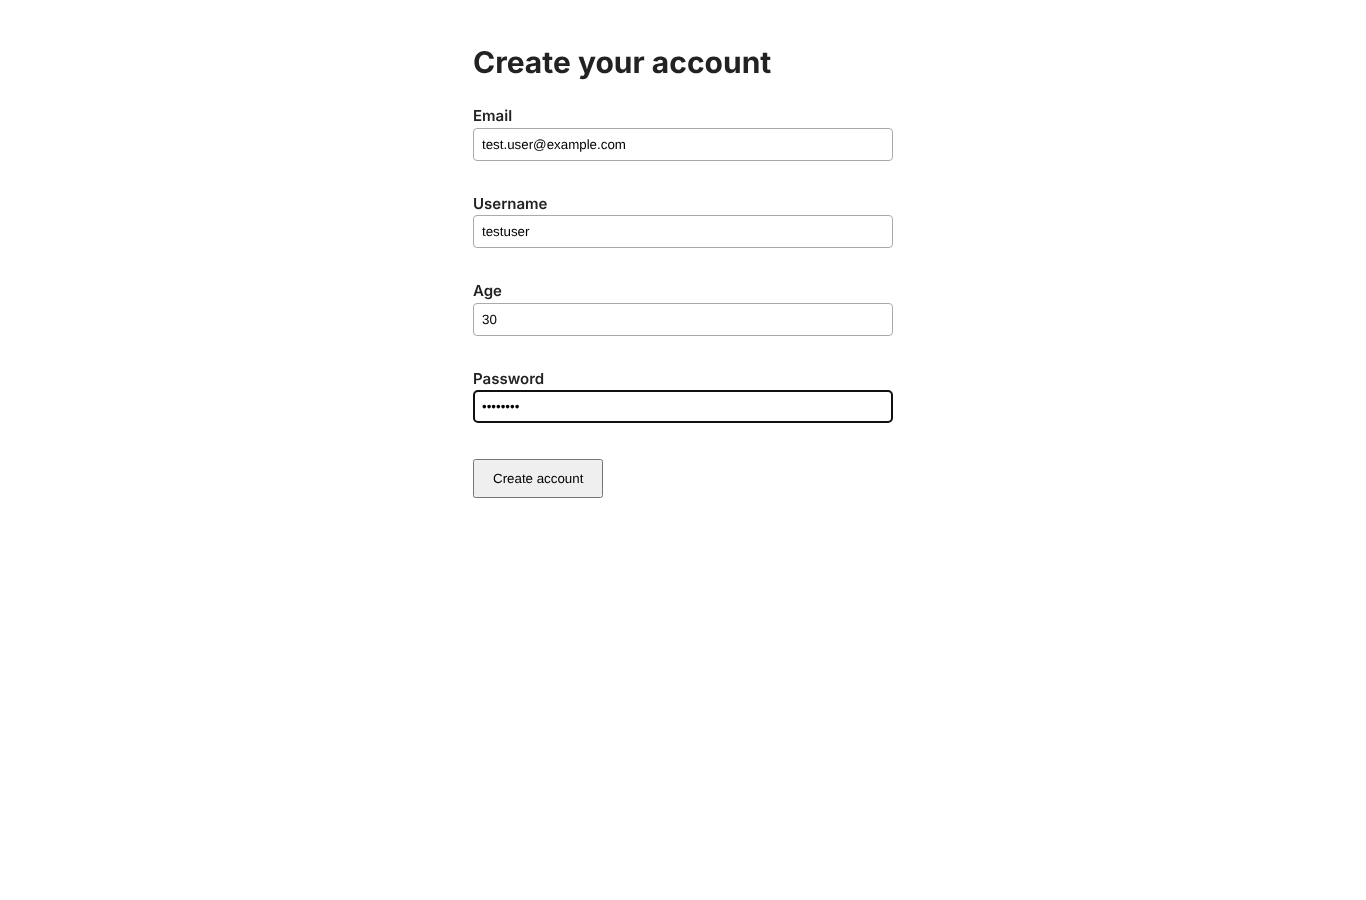 Create your account
Email
test.user@example.com
Username
testuser
Age
30
Password
••••••••
Create account